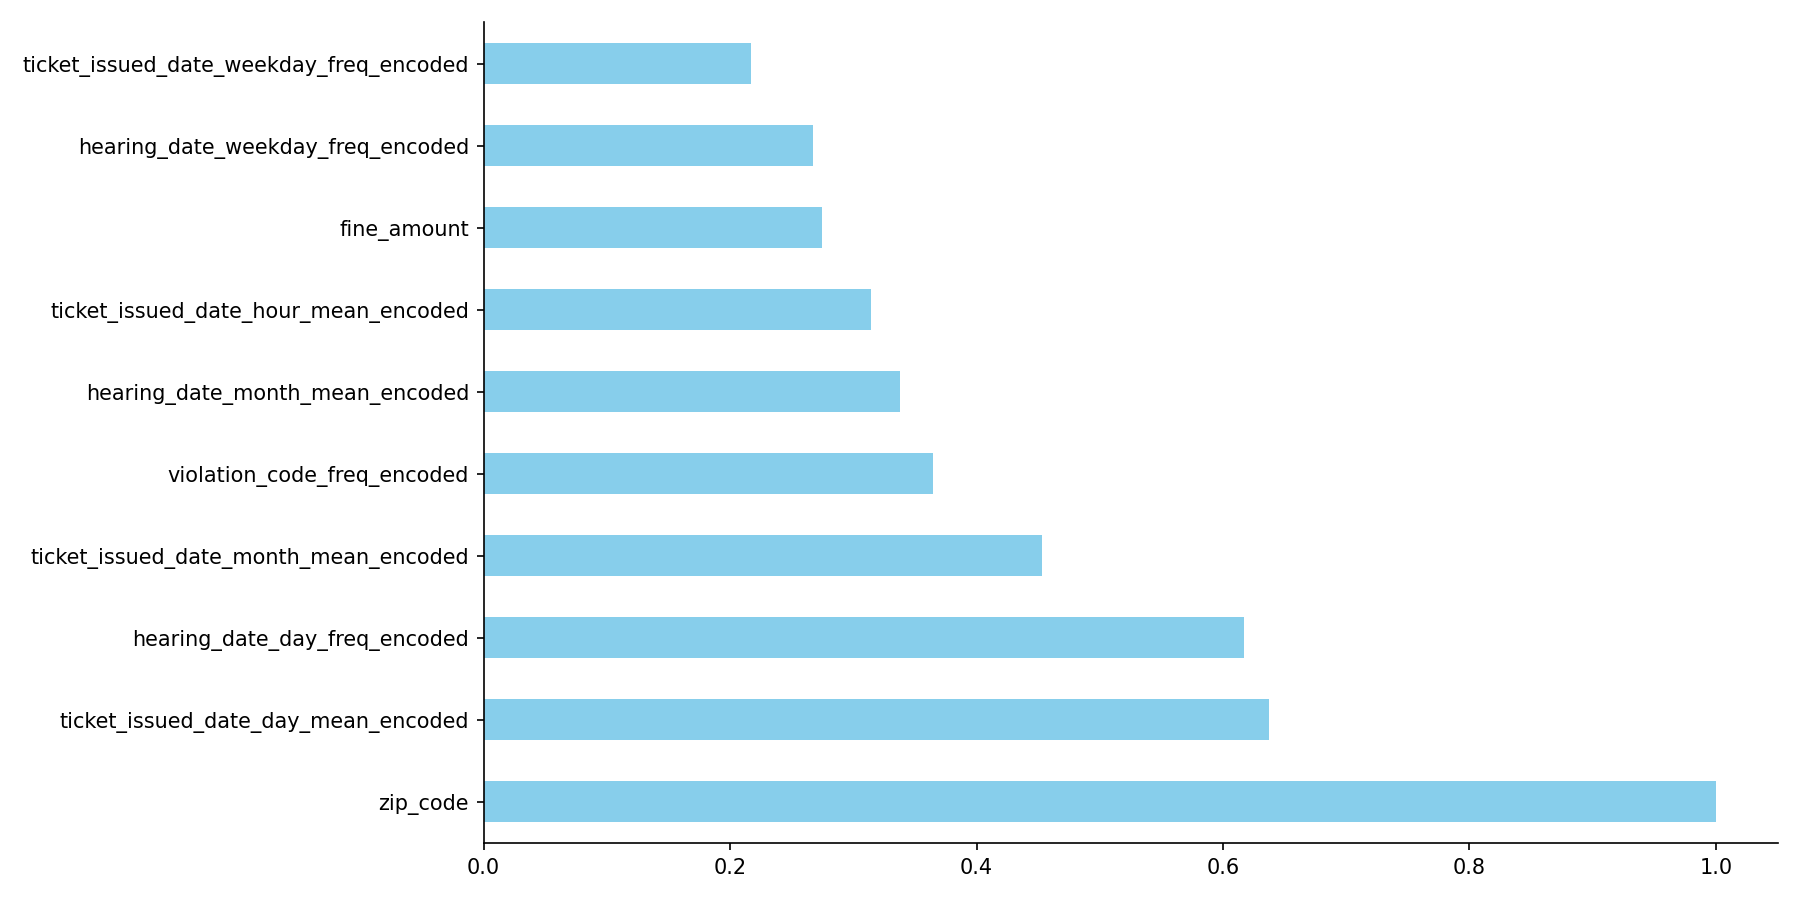 ticket_issued_date_weekday_freq_encoded
hearing_date_weekday_freq_encoded
fine_amount
ticket_issued_date_hour_mean_encoded
hearing_date_month_mean_encoded
violation_code_freq_encoded
ticket_issued_date_month_mean_encoded
hearing_date_day_freq_encoded
ticket_issued_date_day_mean_encoded
zip_code
0.0 0.2 0.4 0.6 0.8 1.0